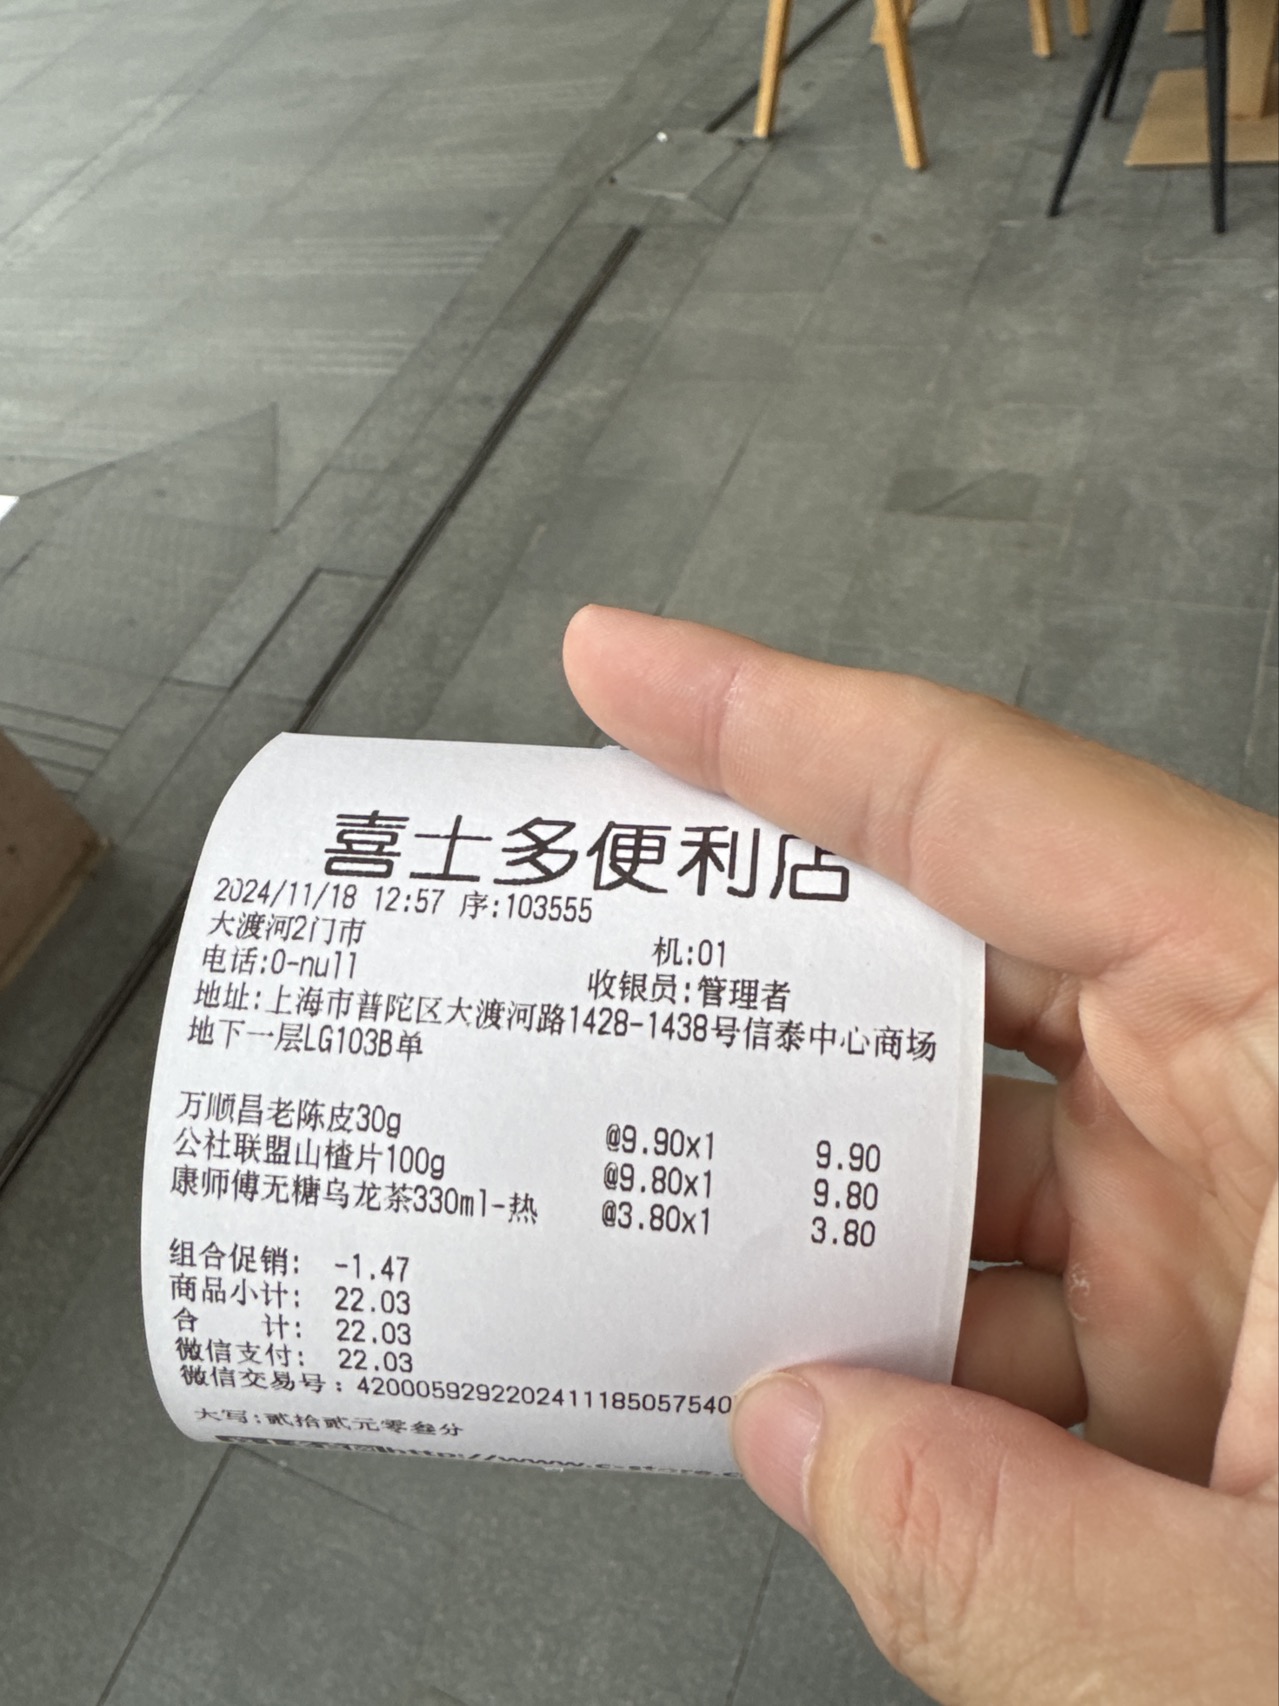 喜士多便利店
2024/11/18 12:57 序:103555
大渡河2门市 机:01
电话:0-null 收银员:管理者
地址:上海市普陀区大渡河路1428-1438号信泰中心商场
地下一层LG103B单
万顺昌老陈皮30g @9.90x1 9.90
公社联盟山楂片100g @9.80x1 9.80
康师傅无糖乌龙茶330ml-热 @3.80x1 3.80
组合促销: -1.47
商品小计: 22.03
合 计: 22.03
微信支付: 22.03
微信交易号: 4200059292202411185057540
大写:贰拾贰元零叁分
http://www.c-store.c